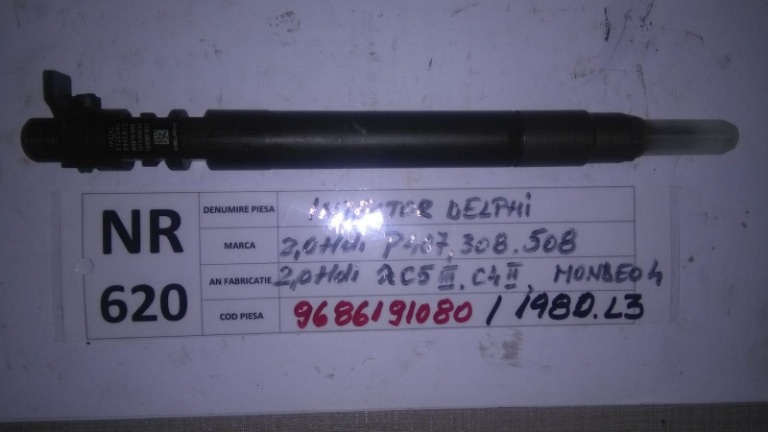 NR 620
DENUMIRE PIESA INJECTOR DELPHI
MARCA 2,0Hdi P407, 308. 508
AN FABRICATIE 2,0Hdi C5 III, C4 II, MONDEO 4
COD PIESA 9686191080 / 1980.L3